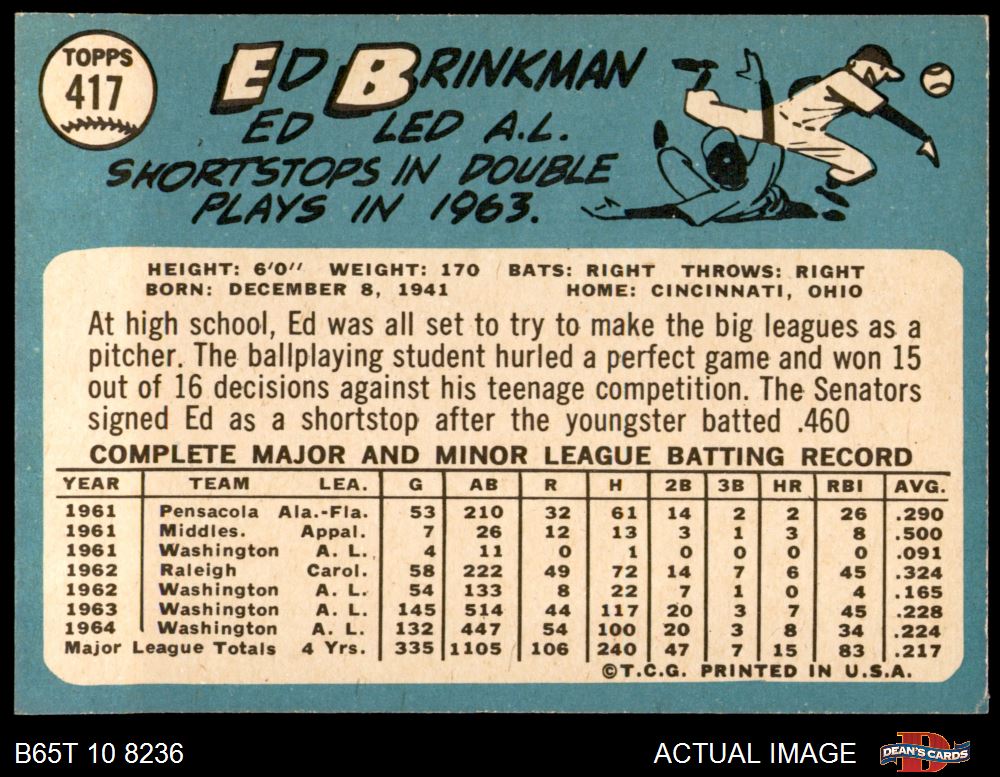 TOPPS
417
ED BRINKMAN
ED LED A.L.
SHORTSTOPS IN DOUBLE
PLAYS IN 1963.
HEIGHT: 6'0" WEIGHT: 170 BATS: RIGHT THROWS: RIGHT
BORN: DECEMBER 8, 1941 HOME: CINCINNATI, OHIO
At high school, Ed was all set to try to make the big leagues as a
pitcher. The ballplaying student hurled a perfect game and won 15
out of 16 decisions against his teenage competition. The Senators
signed Ed as a shortstop after the youngster batted .460
COMPLETE MAJOR AND MINOR LEAGUE BATTING RECORD
YEAR TEAM LEA. G AB R H 2B 3B HR RBI AVG.
1961 Pensacola Ala.-Fla. 53 210 32 61 14 2 2 26 .290
1961 Middles. Appal. 7 26 12 13 3 1 3 8 .500
1961 Washington A. L. 4 11 0 1 0 0 0 0 .091
1962 Raleigh Carol. 58 222 49 72 14 7 6 45 .324
1962 Washington A. L. 54 133 8 22 7 1 0 4 .165
1963 Washington A. L. 145 514 44 117 20 3 7 45 .228
1964 Washington A. L. 132 447 54 100 20 3 8 34 .224
Major League Totals 4 Yrs. 335 1105 106 240 47 7 15 83 .217
©T.C.G. PRINTED IN U.S.A.
B65T 10 8236 ACTUAL IMAGE DEAN'S CARDS